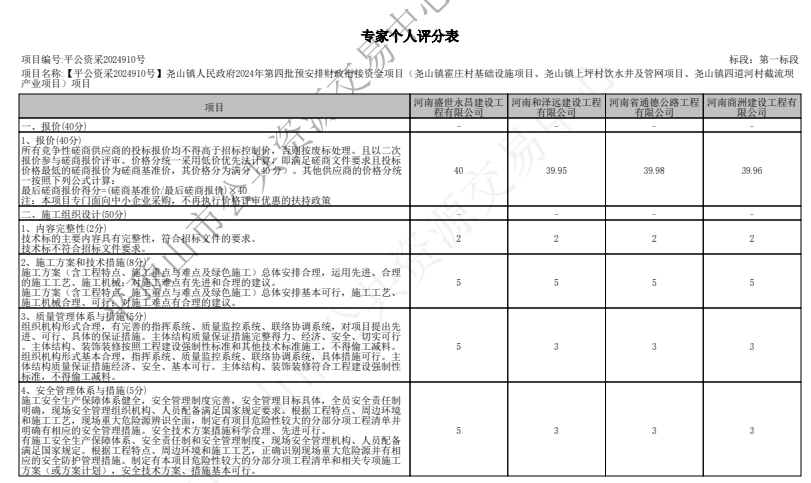 专家个人评分表
项目编号:平公资采2024910号
标段：第一标段
项目名称:【平公资采2024910号】尧山镇人民政府2024年第四批预安排财政衔接资金项目（尧山镇霍庄村基础设施项目、尧山镇上坪村饮水井及管网项目、尧山镇四道河村截流坝
产业项目）项目
项目
河南盛世永昌建设工
程有限公司
河南和泽远建设工程
有限公司
河南省通德公路工程
有限公司
河南商洲建设工程有
限公司
一、报价(40分)
- - - -
1、报价(40分)
所有竞争性磋商供应商的投标报价均不得高于招标控制价，否则按废标处理。且以二次
报价参与磋商报价评审。价格分统一采用低价优先法计算，即满足磋商文件要求且投标
价格最低的磋商报价为磋商基准价，其价格分为满分（40分）。其他供应商的价格分统
一按照下列公式计算：
最后磋商报价得分=(磋商基准价/最后磋商报价)×40
注：本项目专门面向中小企业采购，不再执行价格评审优惠的扶持政策
40 39.95 39.98 39.96
二、施工组织设计(50分)
- - - -
1、内容完整性(2分)
技术标的主要内容具有完整性，符合招标文件的要求。
技术标不符合招标文件要求。
2 2 2 2
2、施工方案和技术措施(8分)
施工方案（含工程特点、施工重点与难点及绿色施工）总体安排合理，运用先进、合理
的施工工艺、施工机械；对施工难点有先进和合理的建议。
施工方案（含工程特点、施工重点与难点及绿色施工）总体安排基本可行，施工工艺、
施工机械合理、可行；对施工难点有合理的建议。
5 5 5 5
3、质量管理体系与措施(5分)
组织机构形式合理，有完善的指挥系统、质量监控系统、联络协调系统，对项目提出先
进、可行、具体的保证措施。主体结构质量保证措施完整得力、经济、安全、切实可行
。主体结构、装饰装修按照工程建设强制性标准和其他技术标准施工，不得偷工减料。
组织机构形式基本合理，指挥系统、质量监控系统、联络协调系统，具体措施可行。主
体结构质量保证措施经济、安全、基本可行。主体结构、装饰装修符合工程建设强制性
标准，不得偷工减料。
5 3 3 3
4、安全管理体系与措施(5分)
施工安全生产保障体系健全，安全管理制度完善，安全管理目标具体，全员安全责任制
明确，现场安全管理组织机构、人员配备满足国家规定要求。根据工程特点、周边环境
和施工工艺，现场重大危险源辨识全面，制定有项目危险性较大的分部分项工程清单并
明确有相应的安全管理措施。安全技术方案措施科学合理、先进可行。
有施工安全生产保障体系、安全责任制和安全管理制度，现场安全管理机构、人员配备
满足国家规定。根据工程特点、周边环境和施工工艺，正确识别现场重大危险源并有相
应的安全防护管理措施。制定有本项目危险性较大的分部分项工程清单和相关专项施工
方案（或方案计划），安全技术方案、措施基本可行。
5 3 3 3